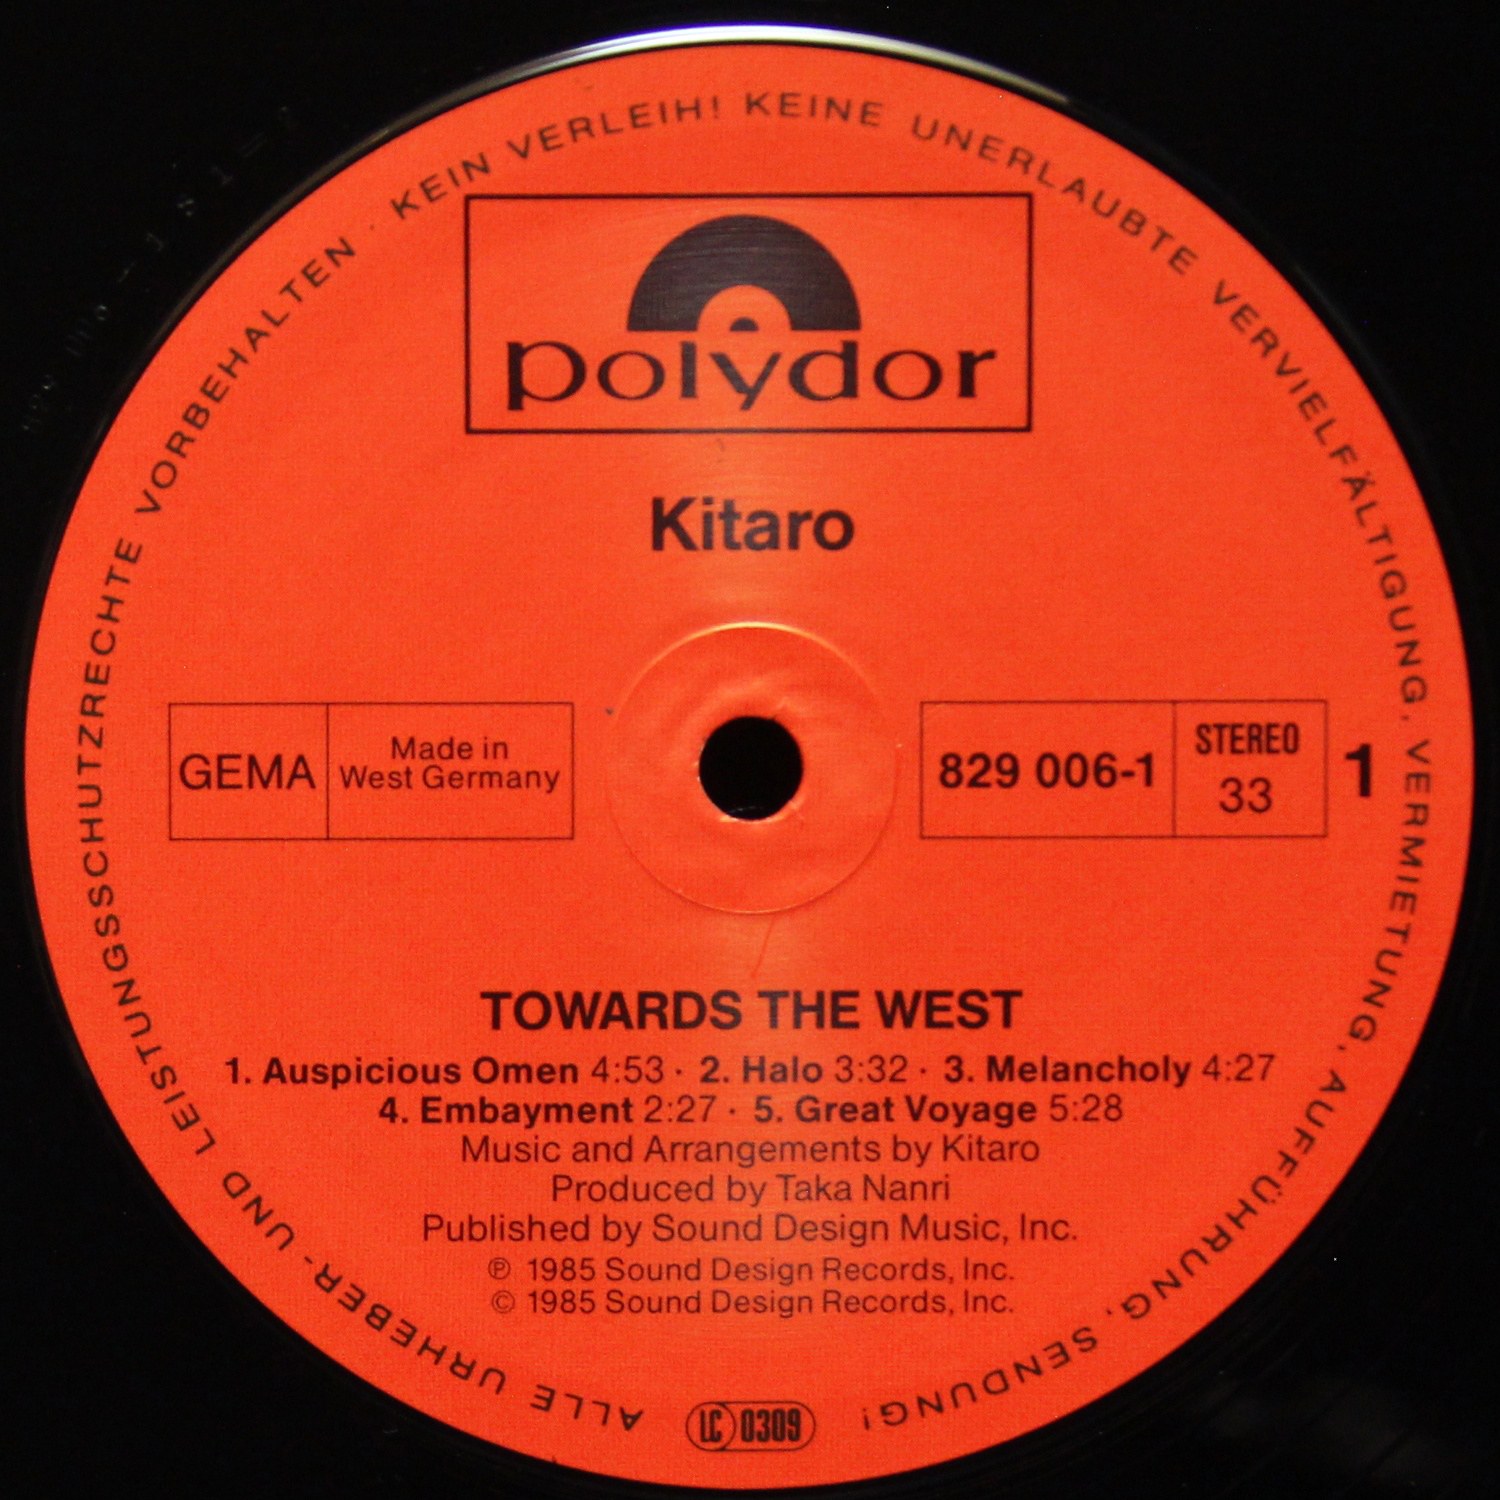 ALLE URHEBER- UND LEISTUNGSSCHUTZRECHTE VORBEHALTEN · KEIN VERLEIH! KEINE UNERLAUBTE VERVIELFÄLTIGUNG, VERMIETUNG, AUFFÜHRUNG, SENDUNG!
polydor
Kitaro
GEMA
Made in
West Germany
829 006-1
STEREO
33
1
TOWARDS THE WEST
1. Auspicious Omen 4:53 · 2. Halo 3:32 · 3. Melancholy 4:27
4. Embayment 2:27 · 5. Great Voyage 5:28
Music and Arrangements by Kitaro
Produced by Taka Nanri
Published by Sound Design Music, Inc.
℗ 1985 Sound Design Records, Inc.
© 1985 Sound Design Records, Inc.
LC 0309